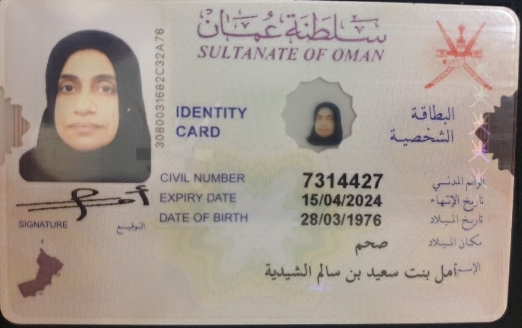 سلطنة عمان
SULTANATE OF OMAN
IDENTITY CARD
البطاقة الشخصية
3080031682C32A76
CIVIL NUMBER 7314427 الرقم المدني
EXPIRY DATE 15/04/2024 تاريخ الإنتهاء
DATE OF BIRTH 28/03/1976 تاريخ الميلاد
صحم مكان الميلاد
الإسم أمل بنت سعيد بن سالم الشيدية
SIGNATURE التوقيع